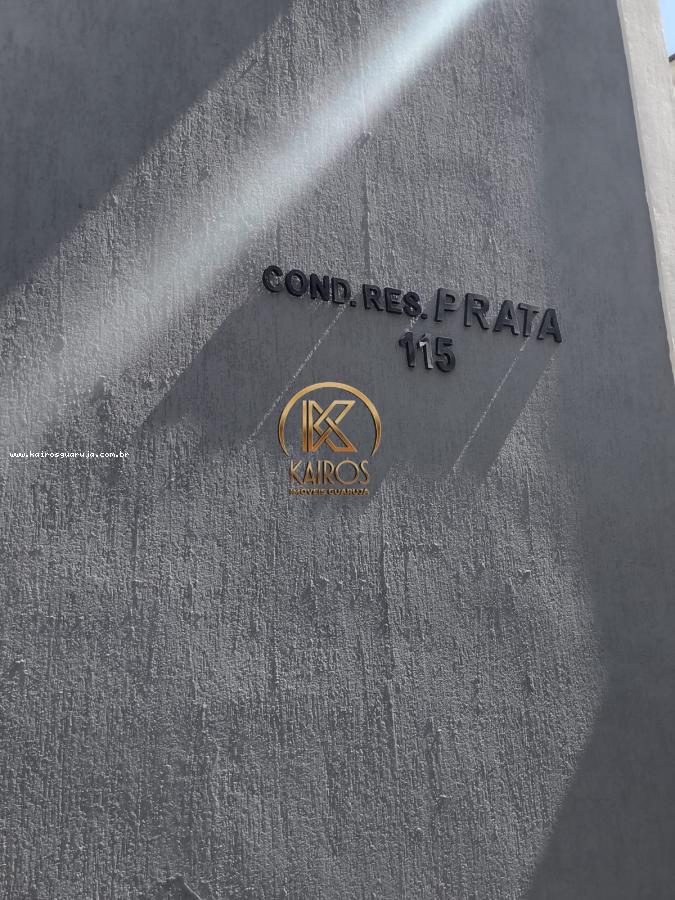 COND. RES. PRATA
115
www.kairosguaruja.com.br
KAIROS
IMÓVEIS GUARUJÁ